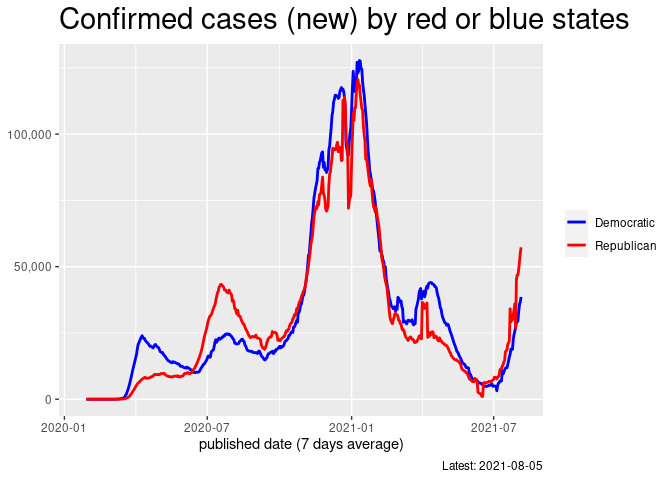 Confirmed cases (new) by red or blue states
100,000
50,000
0
2020-01 2020-07 2021-01 2021-07
published date (7 days average)
Democratic
Republican
Latest: 2021-08-05